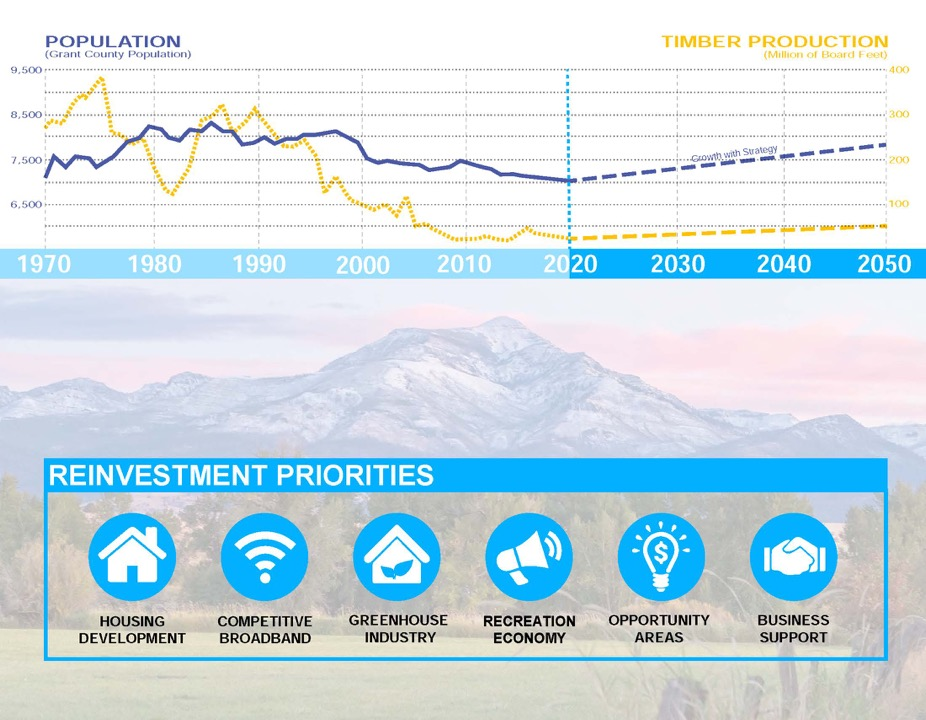 POPULATION
(Grant County Population)
TIMBER PRODUCTION
(Million of Board Feet)
9,500
8,500
7,500
6,500
400
300
200
100
Growth with Strategy
1970 1980 1990 2000 2010 2020 2030 2040 2050
REINVESTMENT PRIORITIES
HOUSING
DEVELOPMENT
COMPETITIVE
BROADBAND
GREENHOUSE
INDUSTRY
RECREATION
ECONOMY
$
OPPORTUNITY
AREAS
BUSINESS
SUPPORT